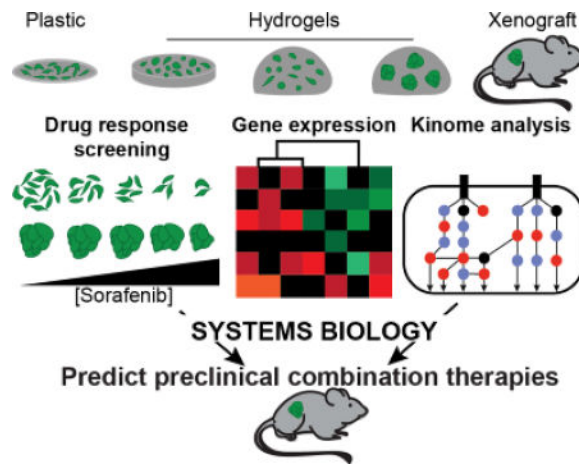 Plastic
Hydrogels
Xenograft
Drug response
screening
Gene expression
Kinome analysis
[Sorafenib]
SYSTEMS BIOLOGY
Predict preclinical combination therapies